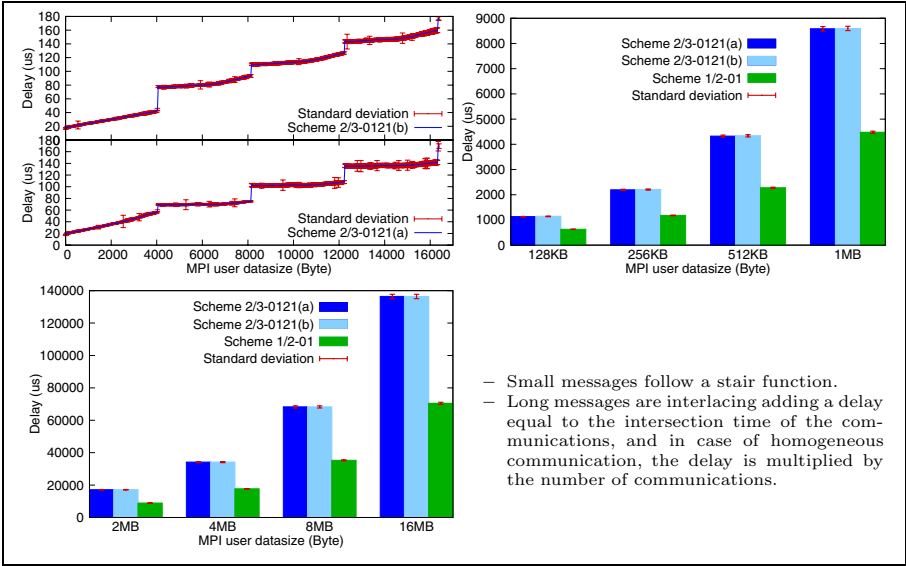 180
160
140
120
100
80
60
40
20
Delay (us)
Standard deviation
Scheme 2/3-0121(b)
180
160
140
120
100
80
60
40
20
0
Delay (us)
Standard deviation
Scheme 2/3-0121(a)
0 2000 4000 6000 8000 10000 12000 14000 16000
MPI user datasize (Byte)
9000
8000
7000
6000
5000
4000
3000
2000
1000
0
Delay (us)
Scheme 2/3-0121(a)
Scheme 2/3-0121(b)
Scheme 1/2-01
Standard deviation
128KB 256KB 512KB 1MB
MPI user datasize (Byte)
140000
120000
100000
80000
60000
40000
20000
0
Delay (us)
Scheme 2/3-0121(a)
Scheme 2/3-0121(b)
Scheme 1/2-01
Standard deviation
2MB 4MB 8MB 16MB
MPI user datasize (Byte)
– Small messages follow a stair function.
– Long messages are interlacing adding a delay
equal to the intersection time of the com-
munications, and in case of homogeneous
communication, the delay is multiplied by
the number of communications.